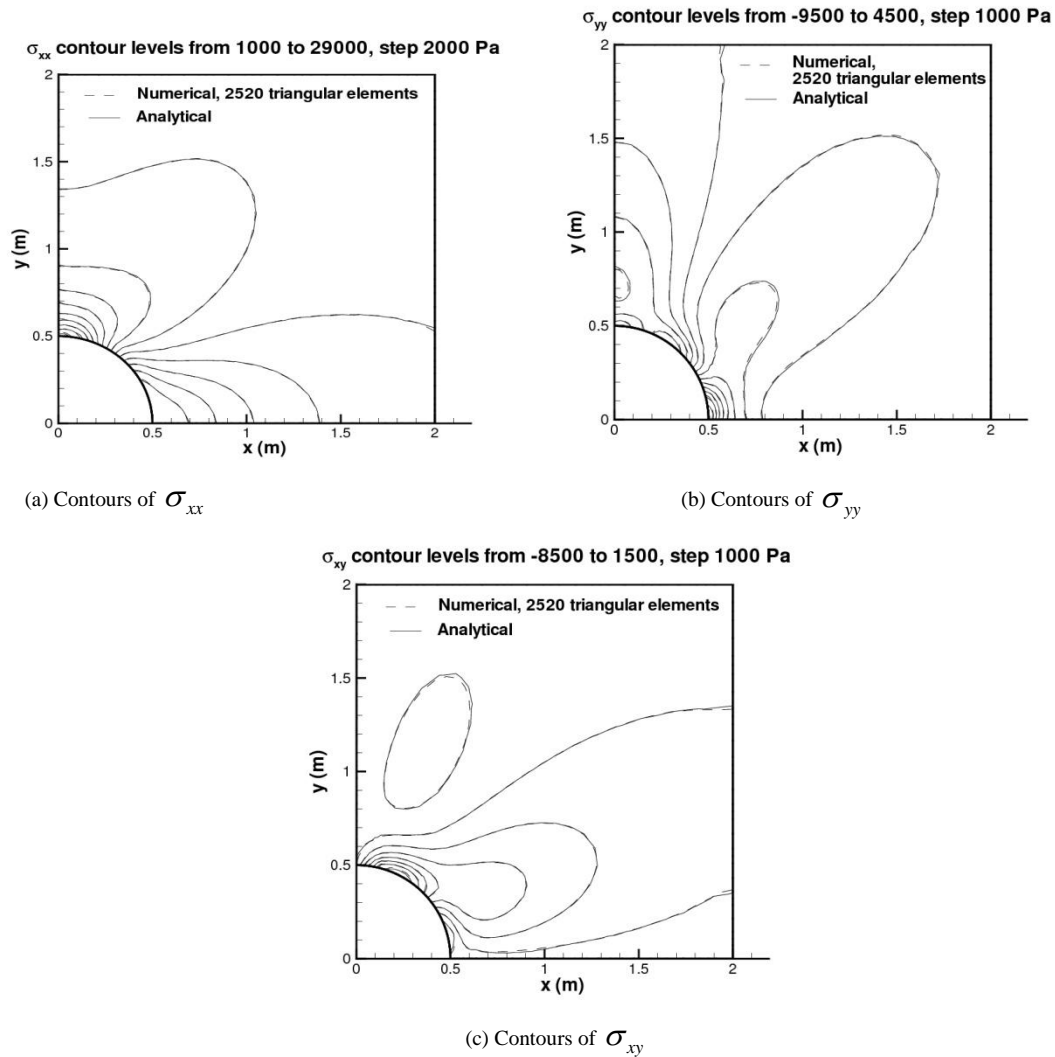 σxx contour levels from 1000 to 29000, step 2000 Pa
2
Numerical, 2520 triangular elements
Analytical
1.5
1
0.5
0
y (m)
0
0.5
1
1.5
2
x (m)
(a) Contours of σxx
σyy contour levels from -9500 to 4500, step 1000 Pa
2
Numerical,
2520 triangular elements
Analytical
1.5
1
0.5
0
y (m)
0
0.5
1
1.5
2
x (m)
(b) Contours of σyy
σxy contour levels from -8500 to 1500, step 1000 Pa
2
Numerical, 2520 triangular elements
Analytical
1.5
1
0.5
0
y (m)
0
0.5
1
1.5
2
x (m)
(c) Contours of σxy